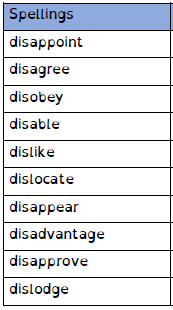 Spellings
disappoint
disagree
disobey
disable
dislike
dislocate
disappear
disadvantage
disapprove
dislodge